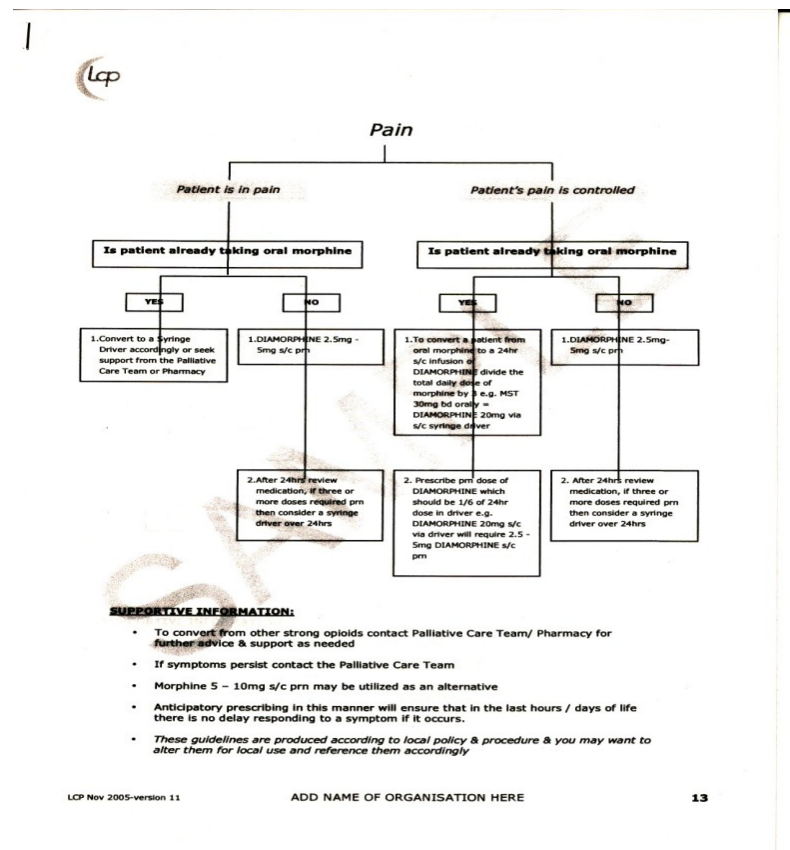 Lcp
Pain
Patient is in pain
Patient's pain is controlled
Is patient already taking oral morphine
Is patient already taking oral morphine
YES
NO
YES
NO
1.Convert to a Syringe
Driver accordingly or seek
support from the Palliative
Care Team or Pharmacy
1.DIAMORPHINE 2.5mg -
5mg s/c prn
1.To convert a patient from
oral morphine to a 24hr
s/c infusion of
DIAMORPHINE divide the
total daily dose of
morphine by 3 e.g. MST
30mg bd orally =
DIAMORPHINE 20mg via
s/c syringe driver
1.DIAMORPHINE 2.5mg-
5mg s/c prn
2.After 24hrs review
medication, if three or
more doses required prn
then consider a syringe
driver over 24hrs
2. Prescribe prn dose of
DIAMORPHINE which
should be 1/6 of 24hr
dose in driver e.g.
DIAMORPHINE 20mg s/c
via driver will require 2.5 -
5mg DIAMORPHINE s/c
prn
2. After 24hrs review
medication, if three or
more doses required prn
then consider a syringe
driver over 24hrs
SAMPLE
SUPPORTIVE INFORMATION:
• To convert from other strong opioids contact Palliative Care Team/ Pharmacy for
further advice & support as needed
• If symptoms persist contact the Palliative Care Team
• Morphine 5 – 10mg s/c prn may be utilized as an alternative
• Anticipatory prescribing in this manner will ensure that in the last hours / days of life
there is no delay responding to a symptom if it occurs.
• These guidelines are produced according to local policy & procedure & you may want to
alter them for local use and reference them accordingly
LCP Nov 2005-version 11
ADD NAME OF ORGANISATION HERE
13